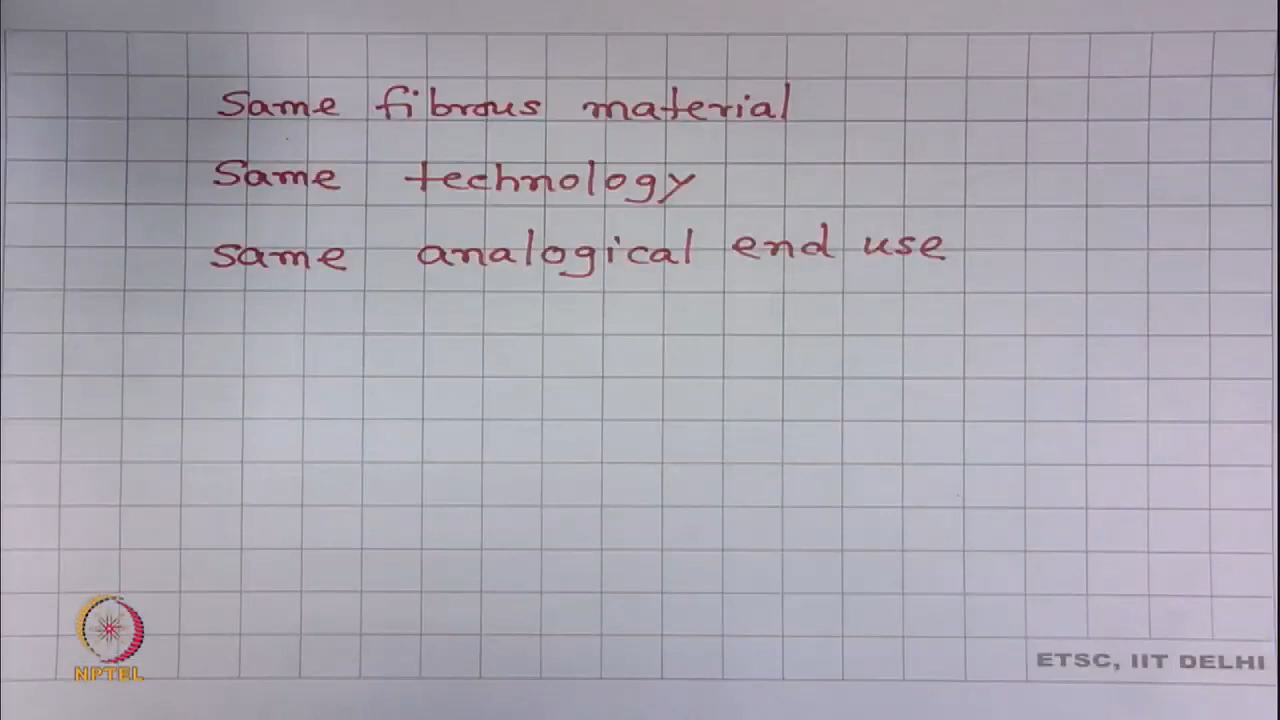 Same fibrous material
Same technology
same analogical end use
NPTEL
ETSC, IIT DELHI